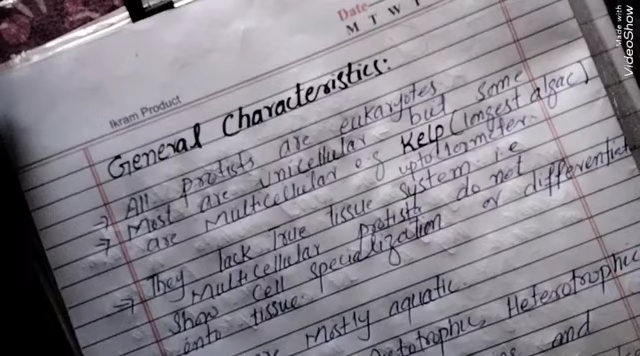 Date
M T W T
Ikram Product
General Characteristics:
→ All protists are eukaryotes.
→ Most are unicellular but some
are Multicellular e.g Kelp (longest algae)
upto 60 meter.
→ They lack True tissue system i.e
Multicellular protists do not
show cell specialization or differentiation
into tissue.
Mostly aquatic.
Heterotrophic
and
Made with
VideoShow